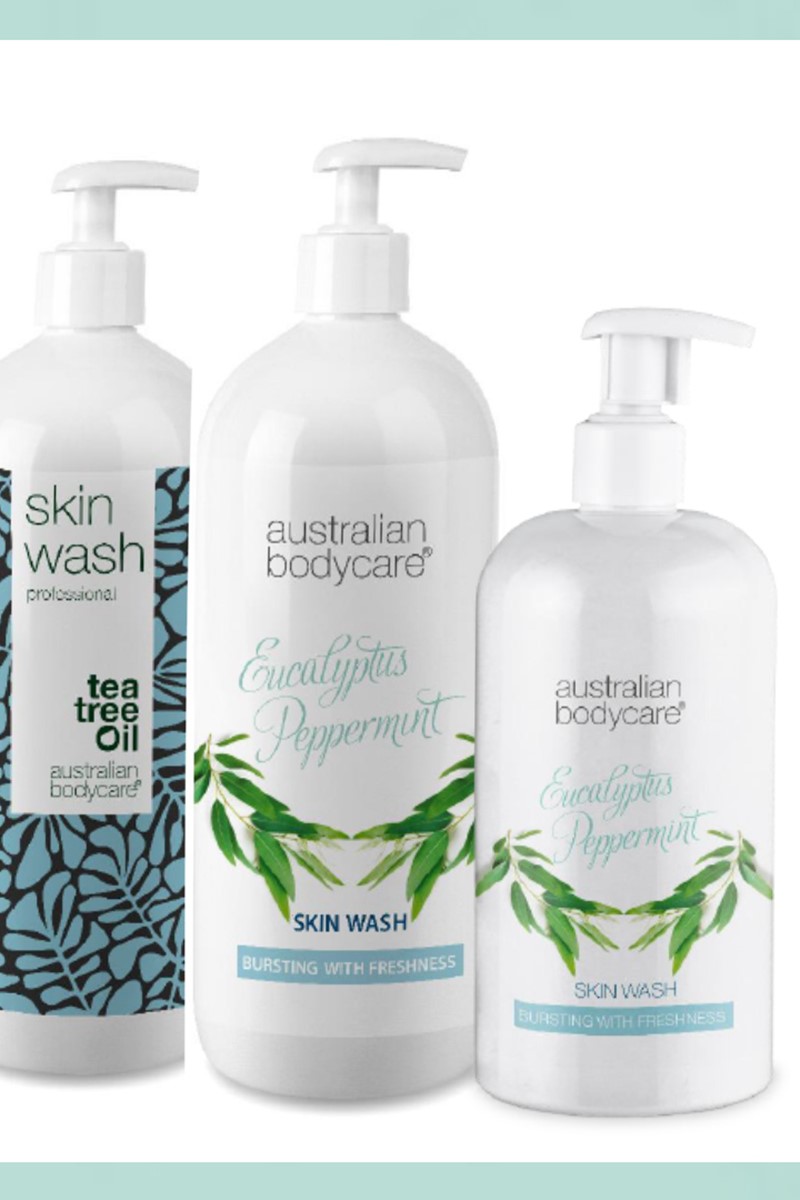 skin
wash
professional
tea
tree
Oil
australian
bodycare®
australian
bodycare®
Eucalyptus
Peppermint
SKIN WASH
BURSTING WITH FRESHNESS
australian
bodycare®
Eucalyptus
Peppermint
SKIN WASH
BURSTING WITH FRESHNESS